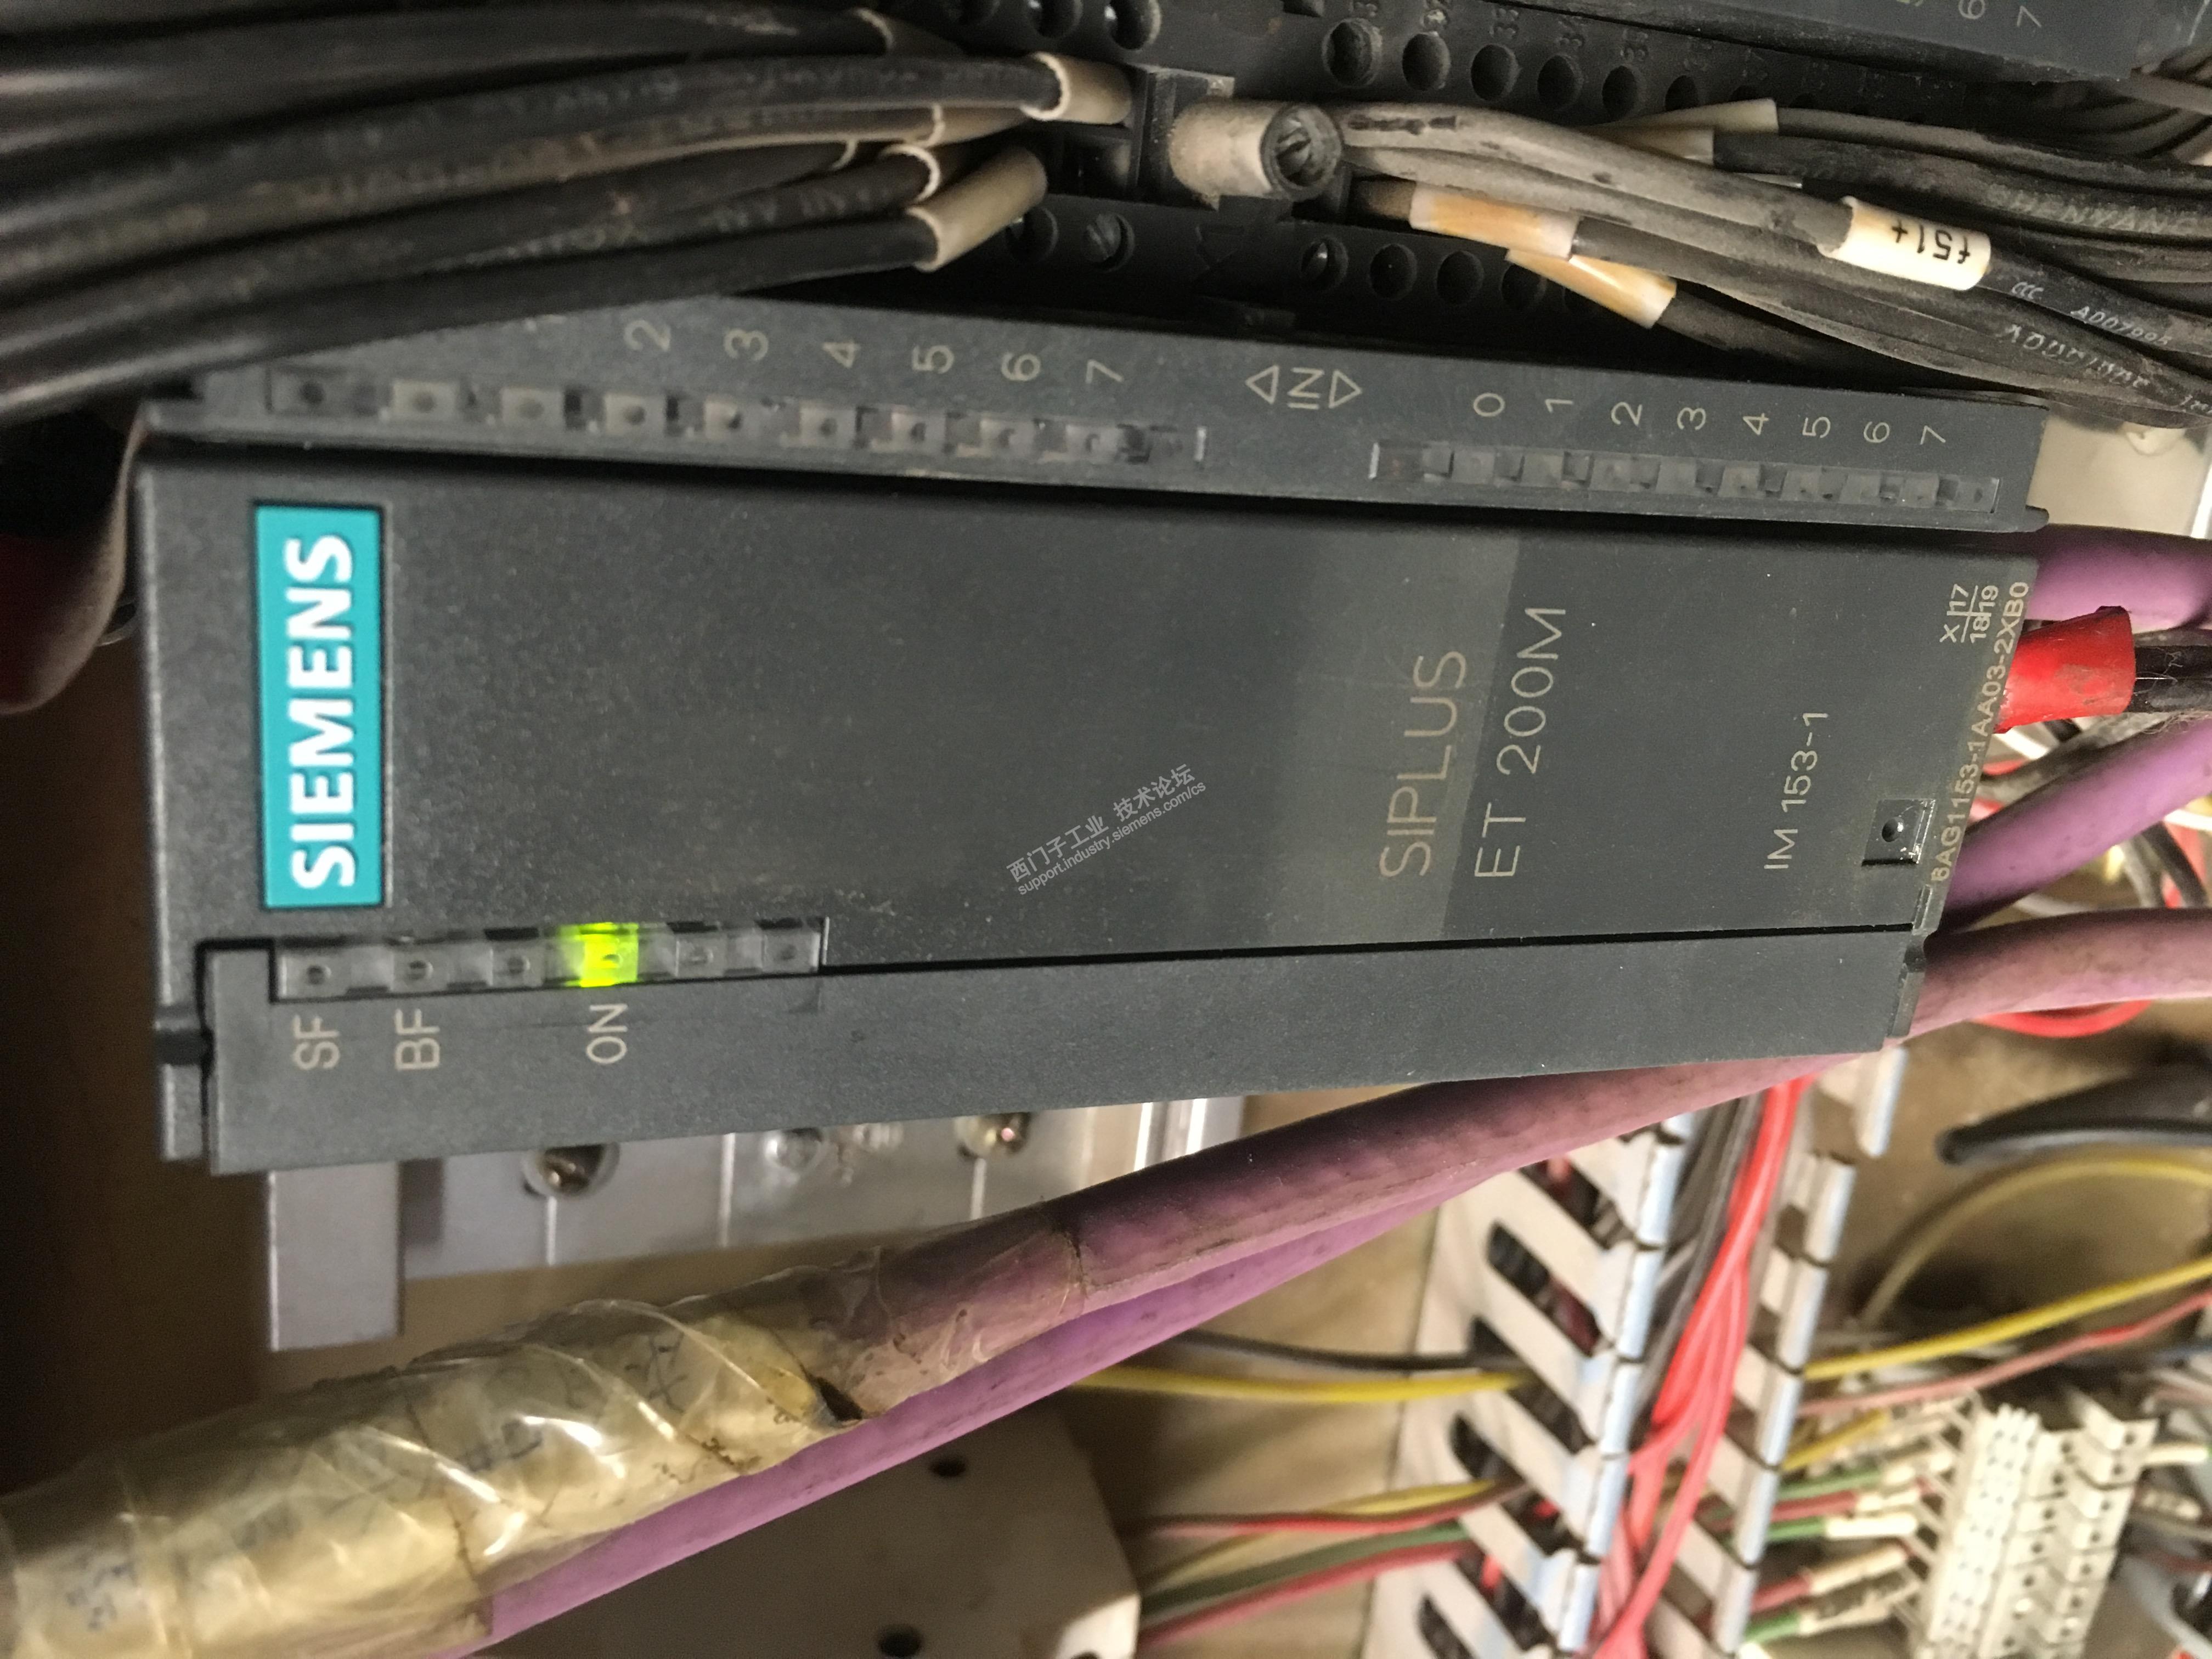 SIEMENS
SF
BF
ON
SIPLUS
ET 200M
IM 153-1
X 17
18 19
6AG1153-1AA03-2XB0
2
3
4
5
6
7
IN
0
1
2
3
4
5
6
7
f51+
西门子工业 技术论坛
support.industry.siemens.com/cs
6
7